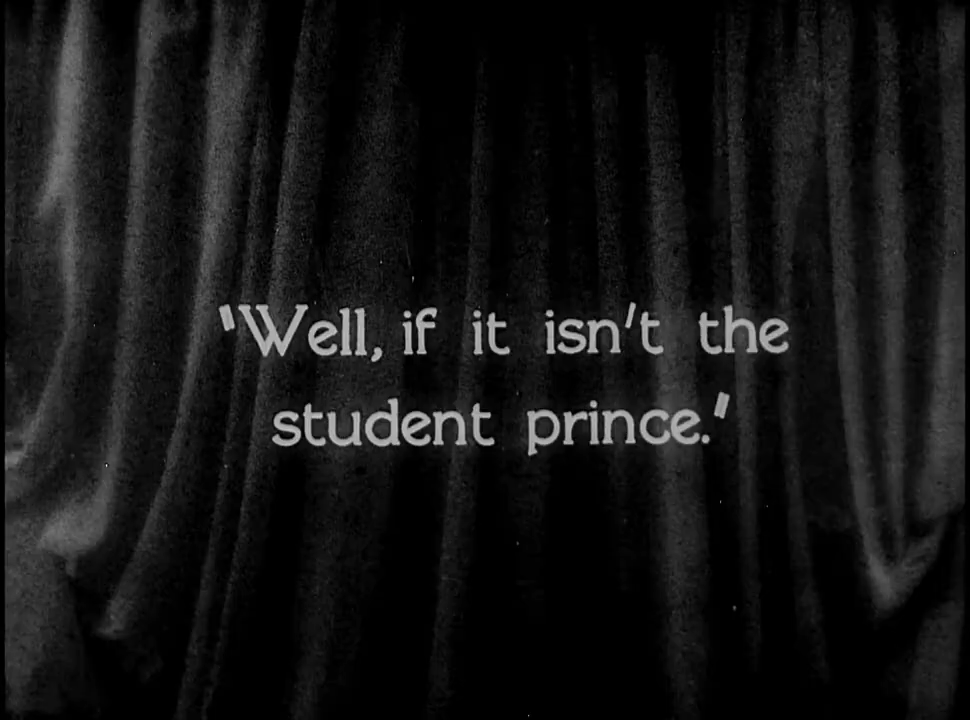 "Well, if it isn't the
student prince."